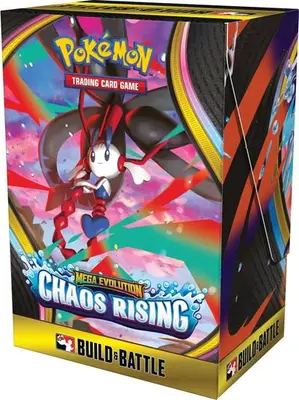 POKÉMON
TRADING CARD GAME
MEGA EVOLUTION
CHAOS RISING
BUILD & BATTLE